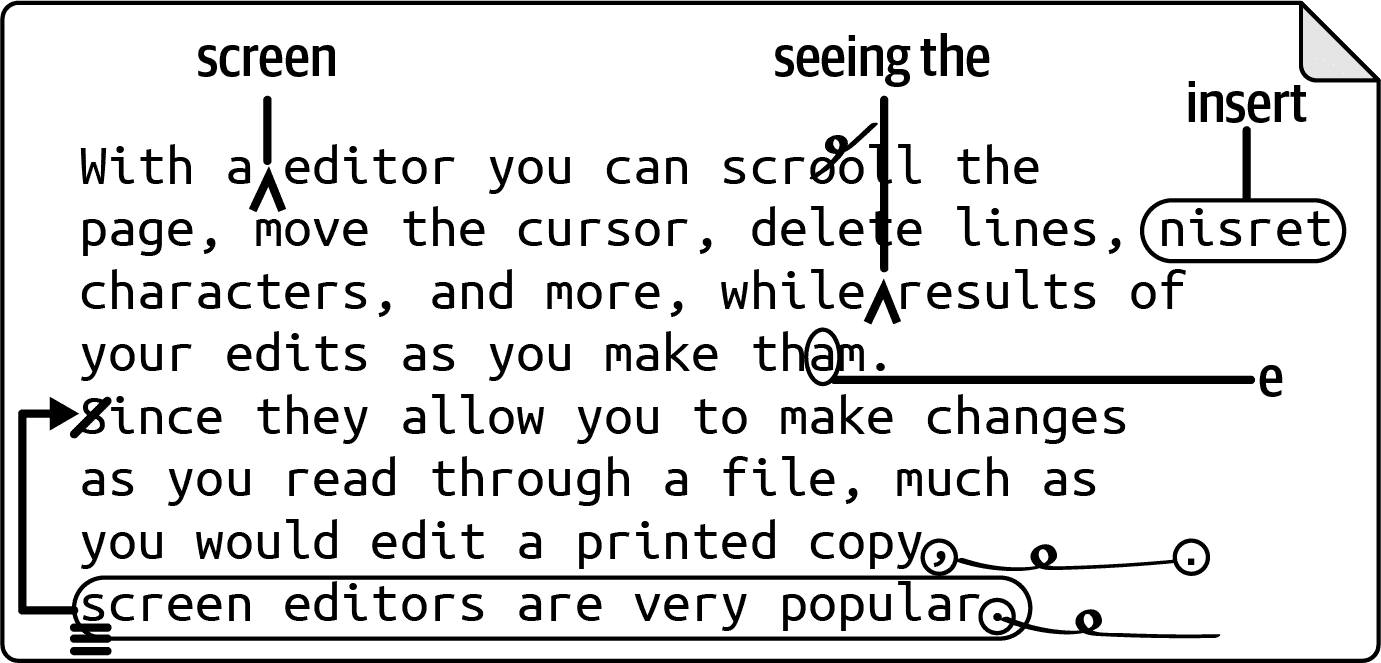 screen seeing the
insert
With a editor you can scrooll the
page, move the cursor, delete lines, nisret
characters, and more, while results of
your edits as you make tham.
e
Since they allow you to make changes
as you read through a file, much as
you would edit a printed copy, .
screen editors are very popular.